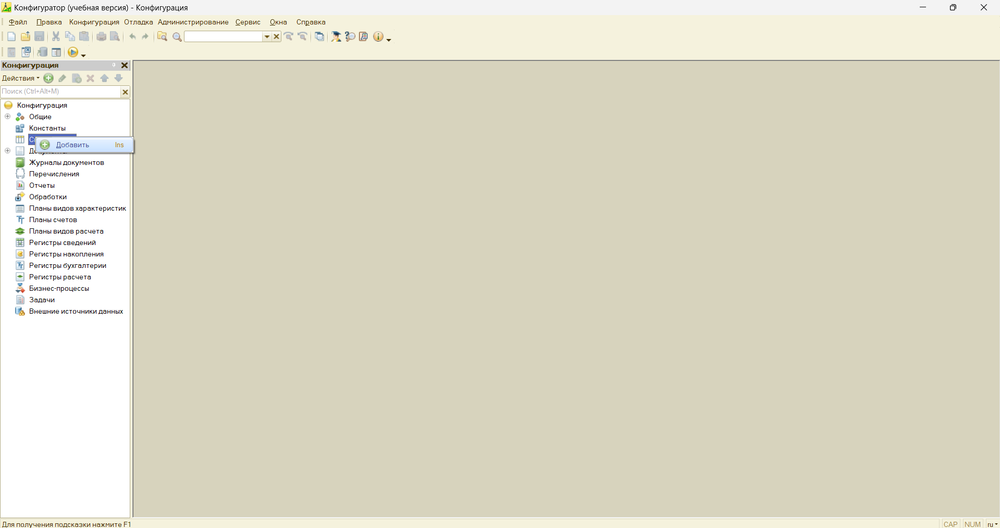 Конфигуратор (учебная версия) - Конфигурация
Файл Правка Конфигурация Отладка Администрирование Сервис Окна Справка
Конфигурация
Действия
Поиск (Ctrl+Alt+M)
Конфигурация
Общие
Константы
Добавить Ins
Журналы документов
Перечисления
Отчеты
Обработки
Планы видов характеристик
Планы счетов
Планы видов расчета
Регистры сведений
Регистры накопления
Регистры бухгалтерии
Регистры расчета
Бизнес-процессы
Задачи
Внешние источники данных
Для получения подсказки нажмите F1
CAP NUM ru